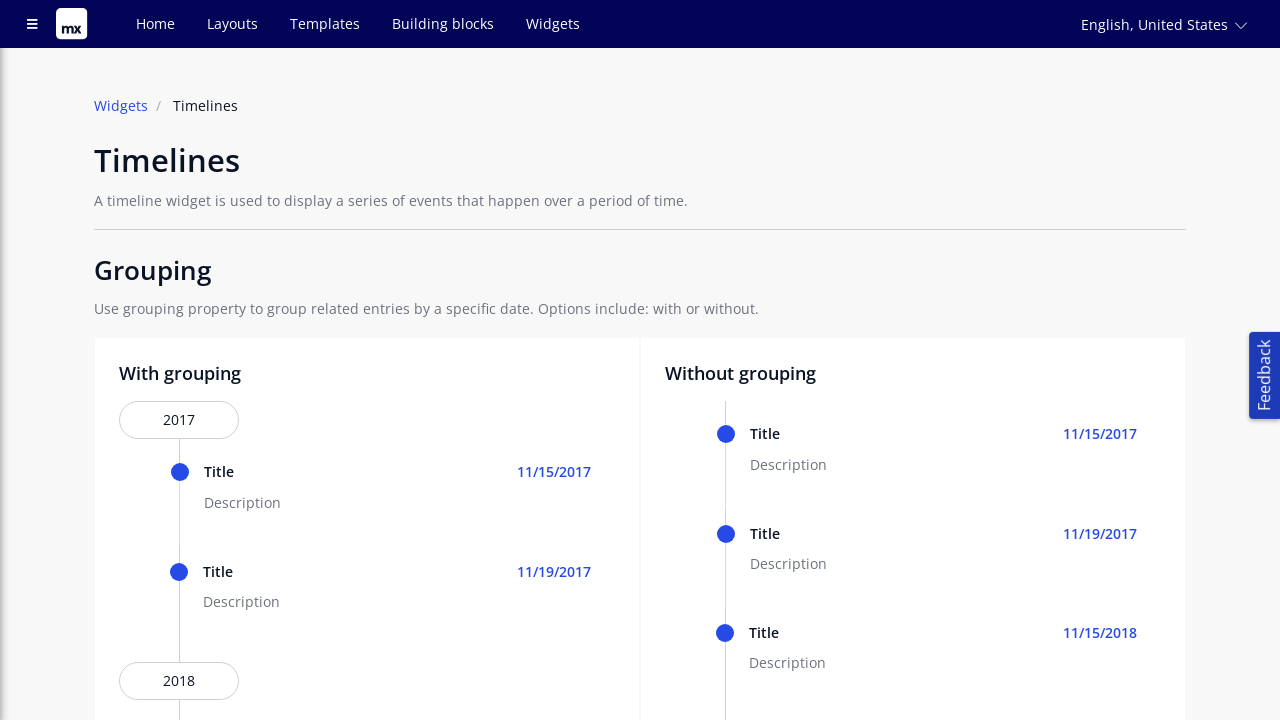 mx
Home
Layouts
Templates
Building blocks
Widgets
English, United States
Widgets / Timelines
Timelines
A timeline widget is used to display a series of events that happen over a period of time.
Grouping
Use grouping property to group related entries by a specific date. Options include: with or without.
With grouping
2017
Title 11/15/2017
Description
Title 11/19/2017
Description
2018
Without grouping
Title 11/15/2017
Description
Title 11/19/2017
Description
Title 11/15/2018
Description
Feedback